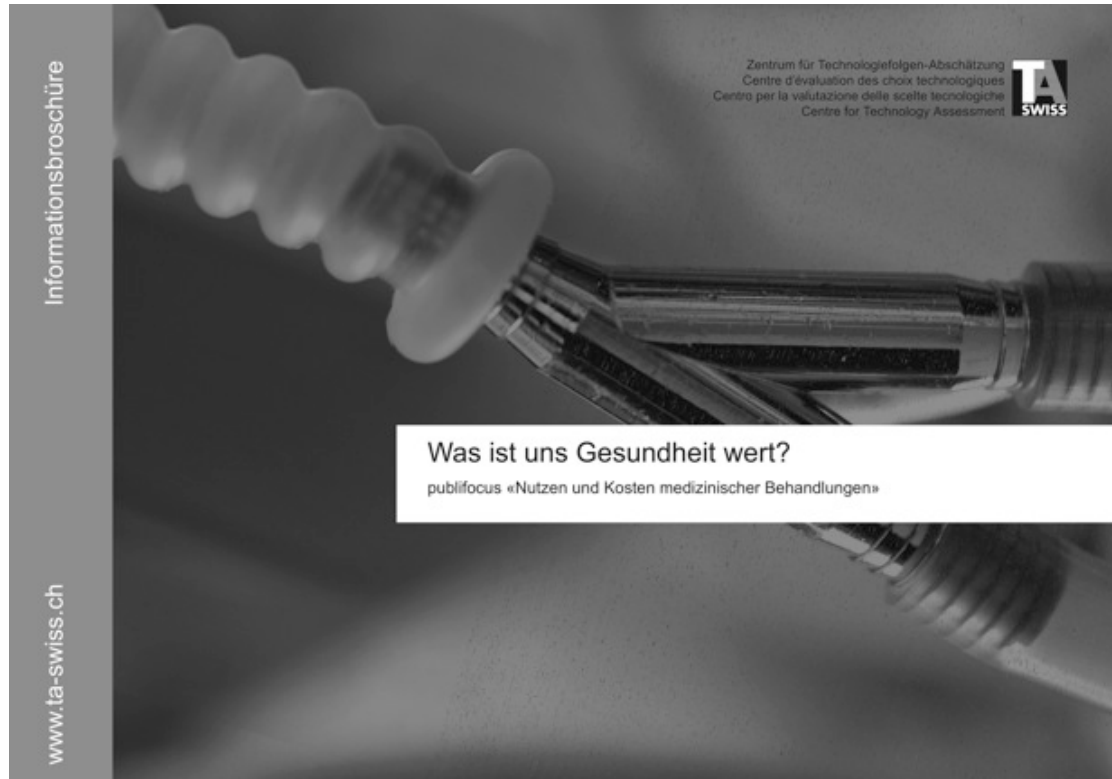 Informationsbroschüre
www.ta-swiss.ch
Zentrum für Technologiefolgen-Abschätzung
Centre d'évaluation des choix technologiques
Centro per la valutazione delle scelte tecnologiche
Centre for Technology Assessment
TA
SWISS
Was ist uns Gesundheit wert?
publifocus «Nutzen und Kosten medizinischer Behandlungen»